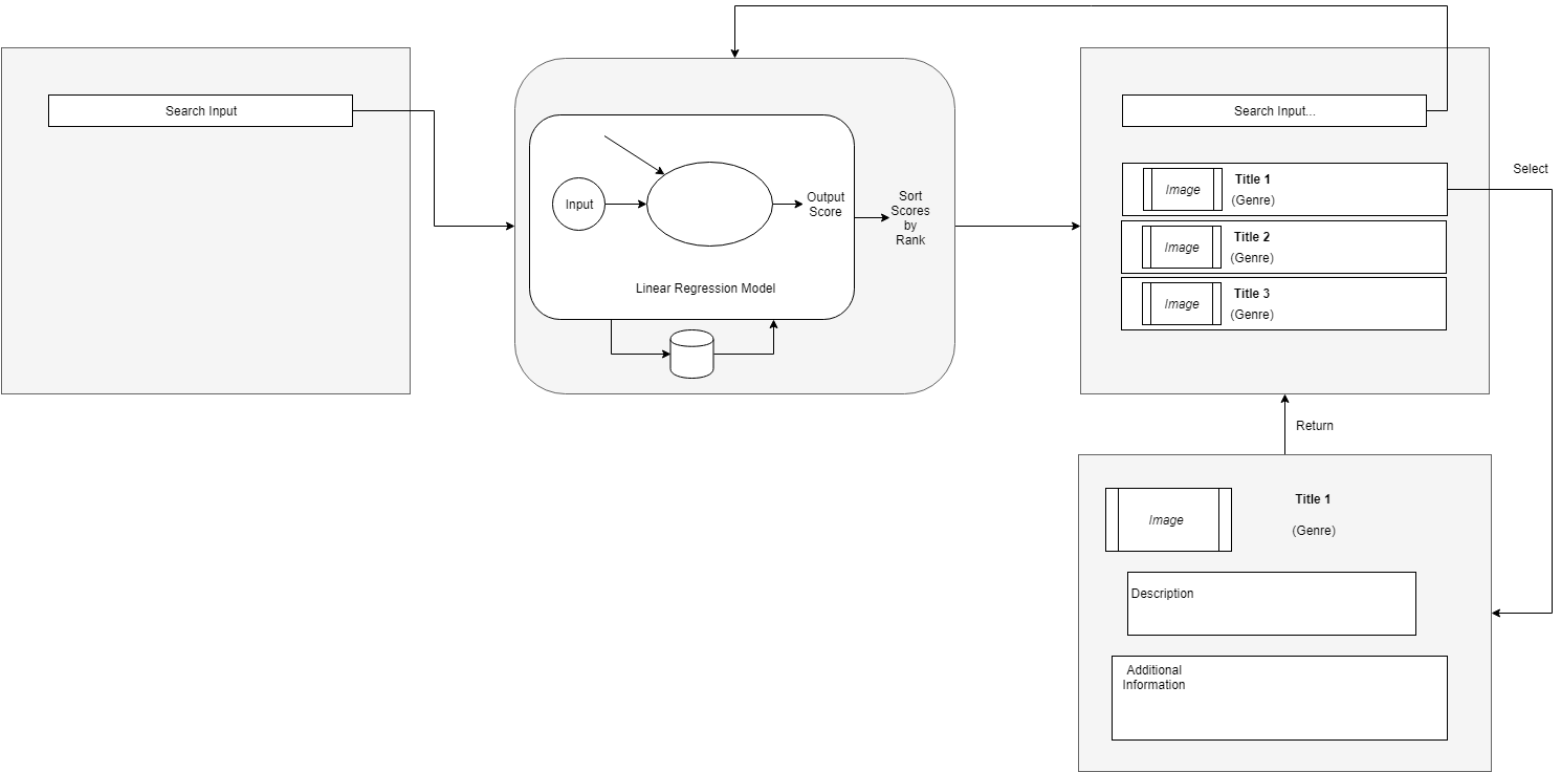 Search Input
Input
Output
Score
Linear Regression Model
Sort
Scores
by
Rank
Search Input...
Image
Title 1
(Genre)
Image
Title 2
(Genre)
Image
Title 3
(Genre)
Select
Return
Image
Title 1
(Genre)
Description
Additional
Information